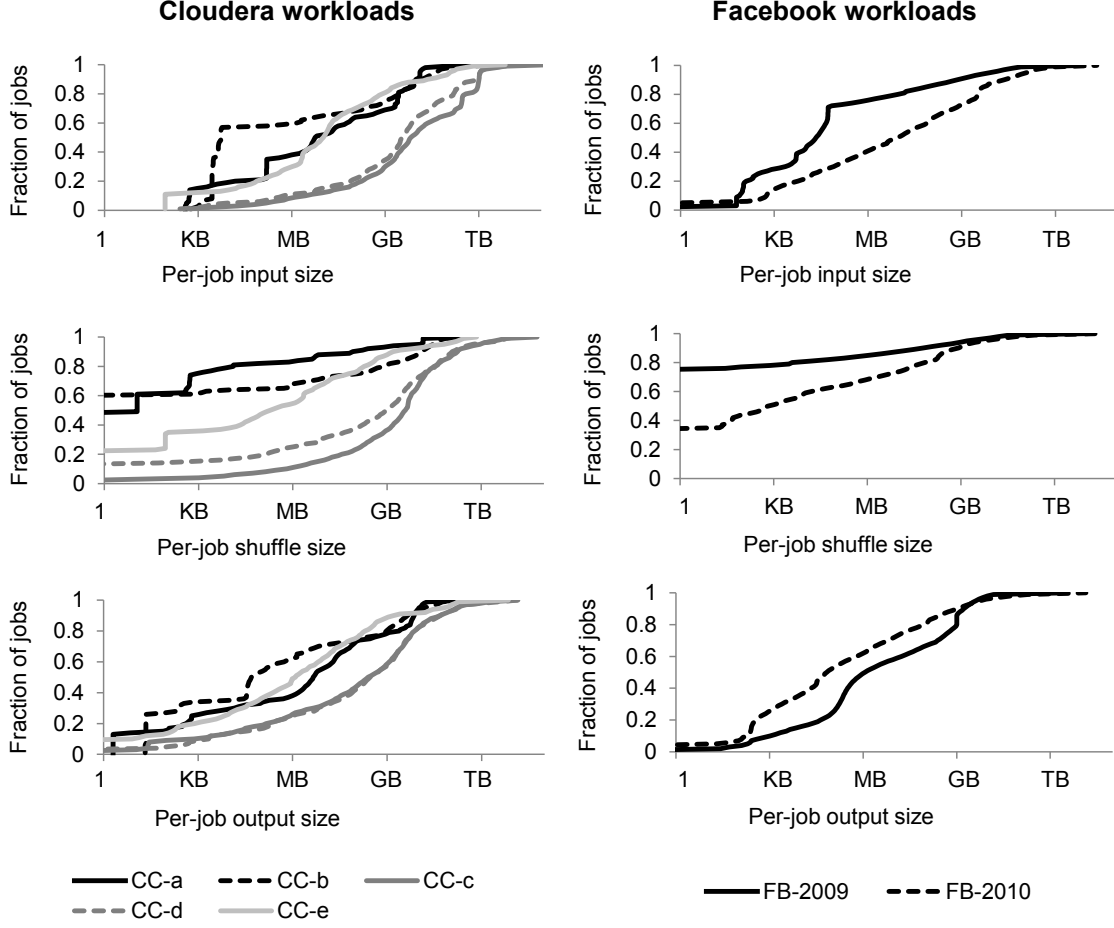 Cloudera workloads
Facebook workloads
Fraction of jobs
1
0.8
0.6
0.4
0.2
0
1 KB MB GB TB
Per-job input size
Fraction of jobs
1
0.8
0.6
0.4
0.2
0
1 KB MB GB TB
Per-job input size
Fraction of jobs
1
0.8
0.6
0.4
0.2
0
1 KB MB GB TB
Per-job shuffle size
Fraction of jobs
1
0.8
0.6
0.4
0.2
0
1 KB MB GB TB
Per-job shuffle size
Fraction of jobs
1
0.8
0.6
0.4
0.2
0
1 KB MB GB TB
Per-job output size
Fraction of jobs
1
0.8
0.6
0.4
0.2
0
1 KB MB GB TB
Per-job output size
CC-a CC-b CC-c
CC-d CC-e
FB-2009 FB-2010